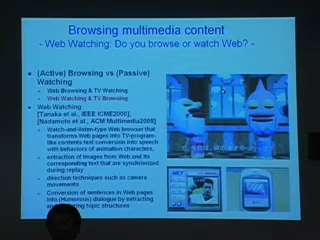 Browsing multimedia content
- Web Watching: Do you browse or watch Web? -
(Active) Browsing vs (Passive)
Watching
Web Browsing & TV Watching
Web Watching & TV Browsing
Web Watching
[Tanaka et al., IEEE ICME2000],
[Nadamoto et al., ACM Multimedia2005]
Watch-and-listen-type Web browser that
transforms Web pages into TV-program-
like contents text conversion into speech
with behaviors of animation characters,
extraction of images from Web and its
corresponding text that are synchronized
during replay
direction techniques such as camera
movements
Conversion of sentences in Web pages
into (Humorous) dialogue by extracting
and topic structures